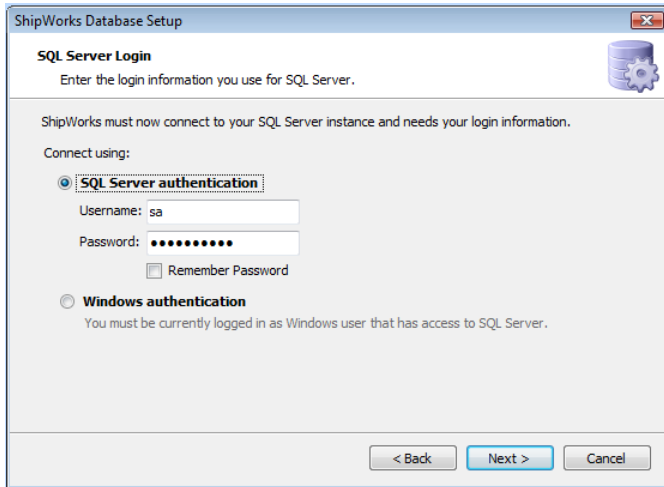 ShipWorks Database Setup
SQL Server Login
Enter the login information you use for SQL Server.
ShipWorks must now connect to your SQL Server instance and needs your login information.
Connect using:
SQL Server authentication
Username: sa
Password: ●●●●●●●●●●
Remember Password
Windows authentication
You must be currently logged in as Windows user that has access to SQL Server.
< Back Next > Cancel